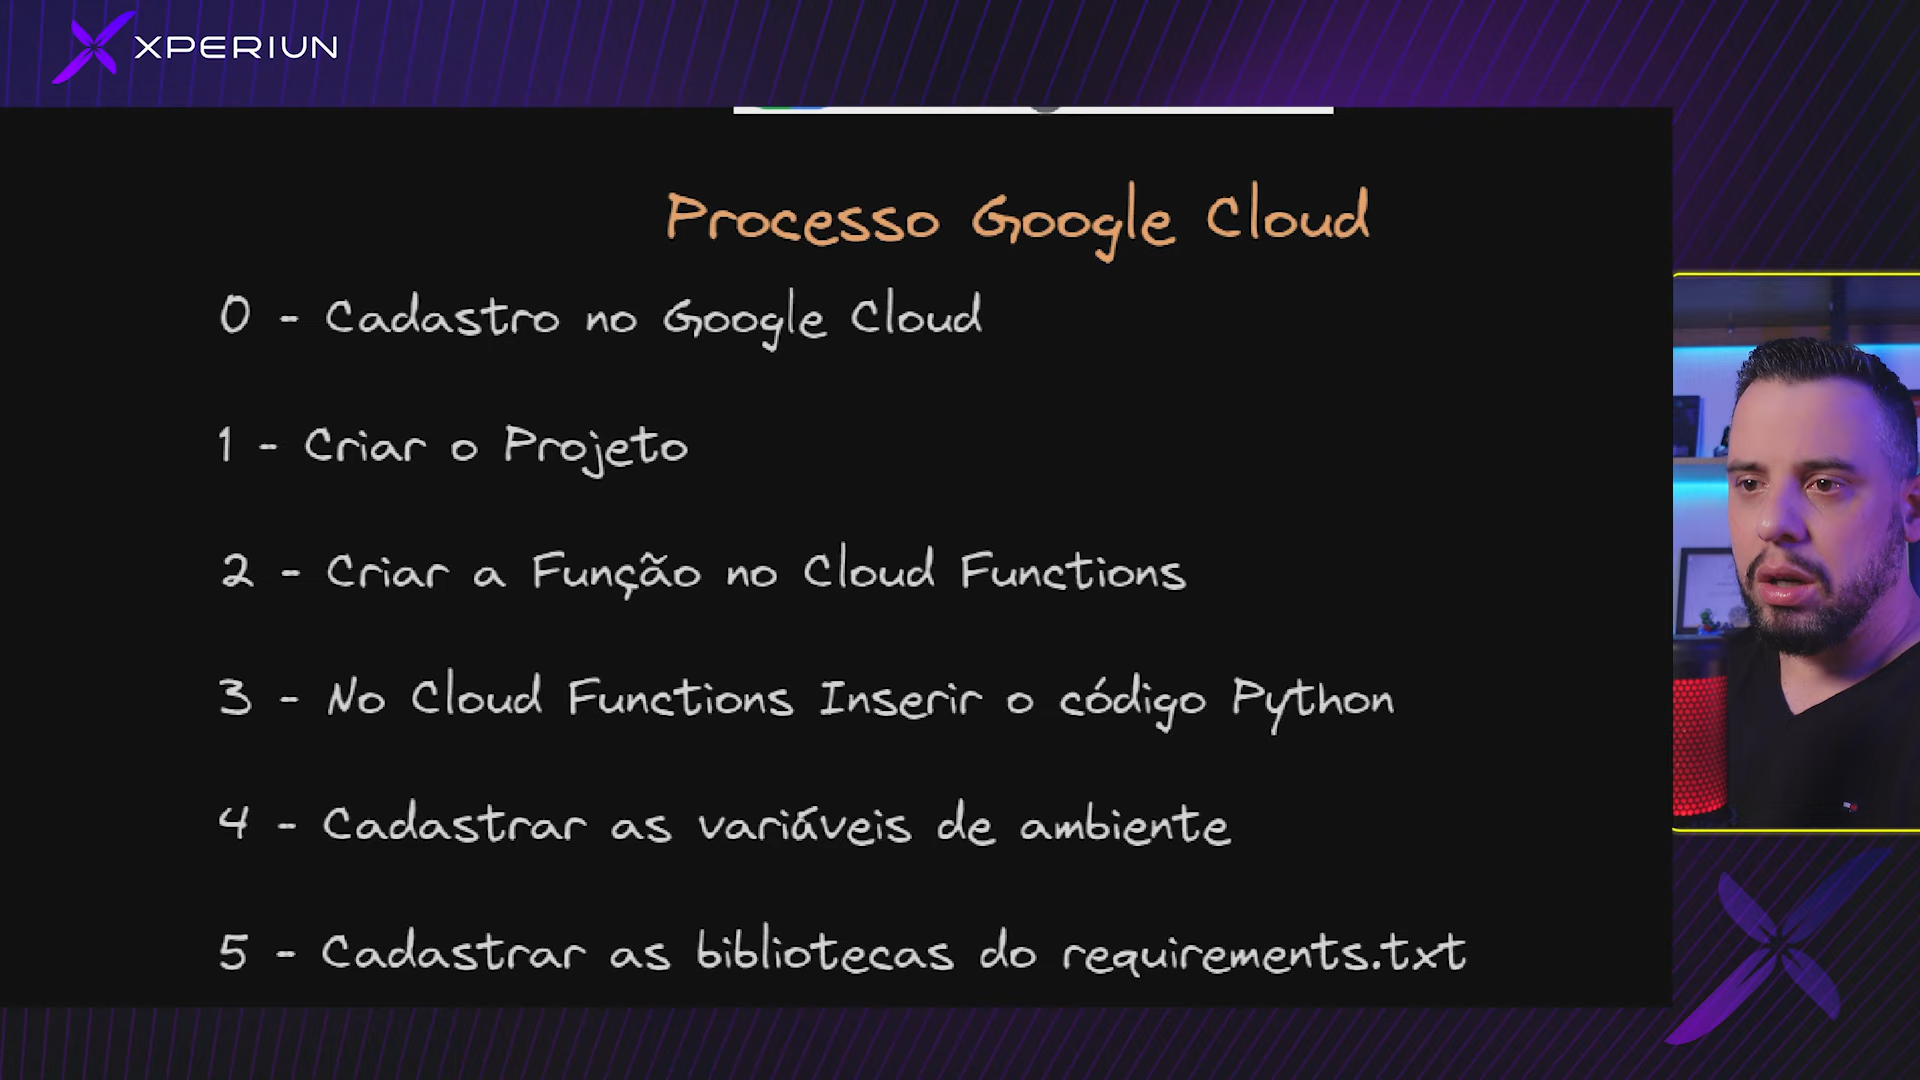 XPERIUN
Processo Google Cloud
0 - Cadastro no Google Cloud
1 - Criar o Projeto
2 - Criar a Função no Cloud Functions
3 - No Cloud Functions Inserir o código Python
4 - Cadastrar as variáveis de ambiente
5 - Cadastrar as bibliotecas do requirements.txt